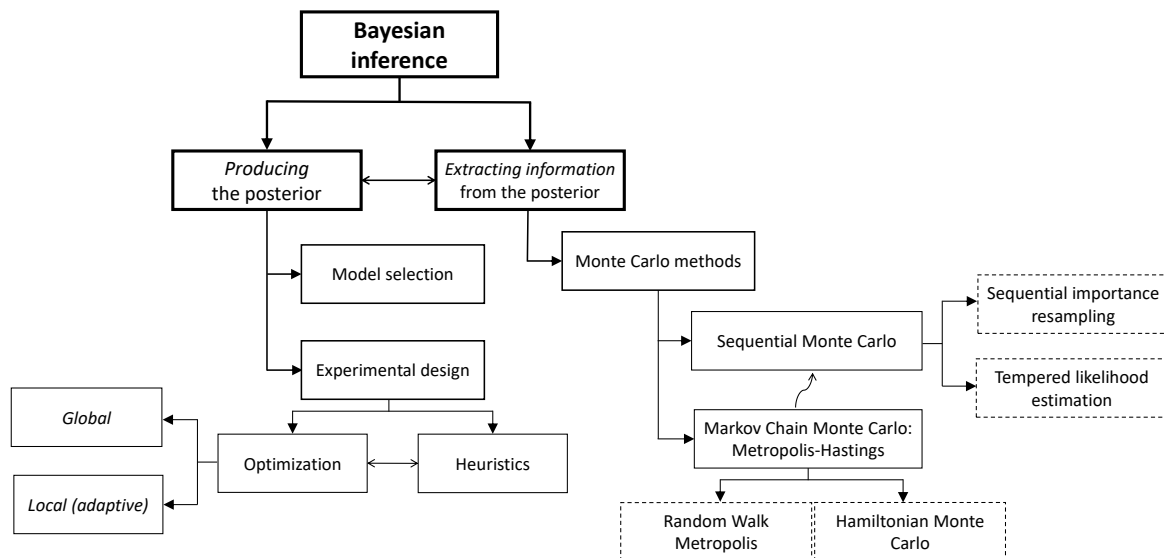 Bayesian
inference
Producing
the posterior
Extracting information
from the posterior
Model selection
Monte Carlo methods
Sequential importance
resampling
Sequential Monte Carlo
Experimental design
Tempered likelihood
estimation
Global
Markov Chain Monte Carlo:
Metropolis-Hastings
Optimization
Heuristics
Local (adaptive)
Random Walk
Metropolis
Hamiltonian Monte
Carlo